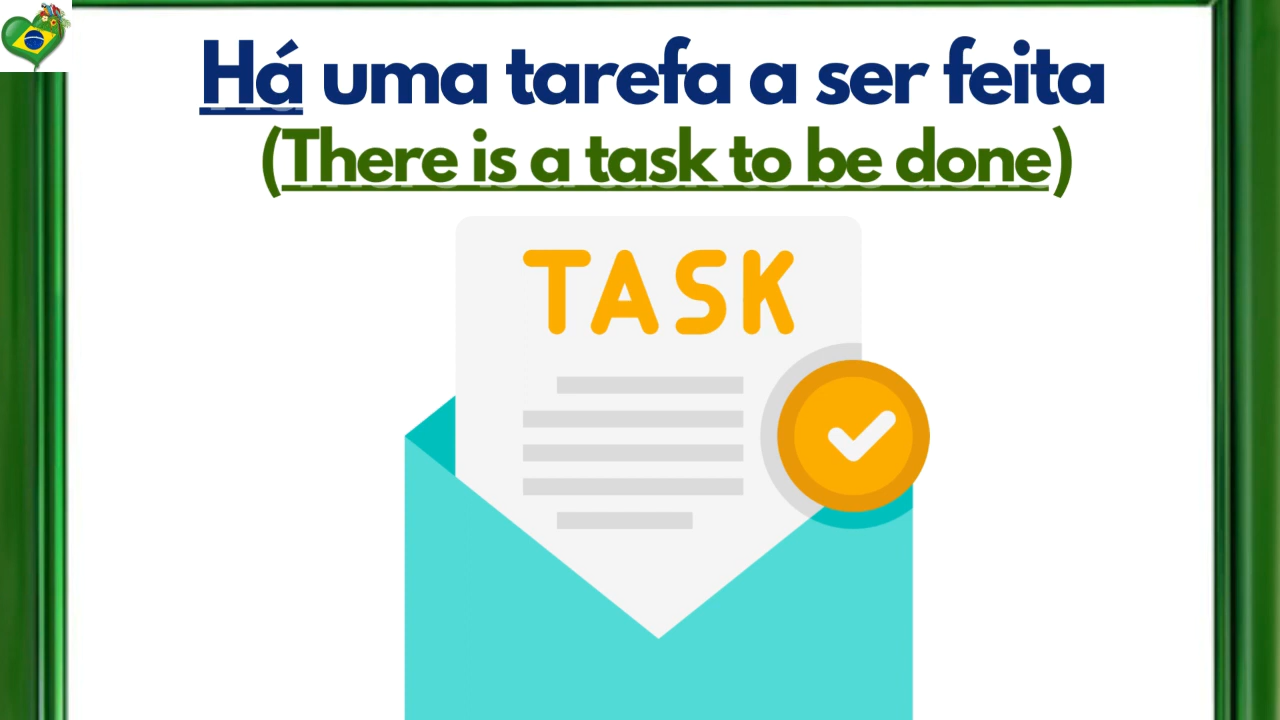 Há uma tarefa a ser feita
(There is a task to be done)
TASK